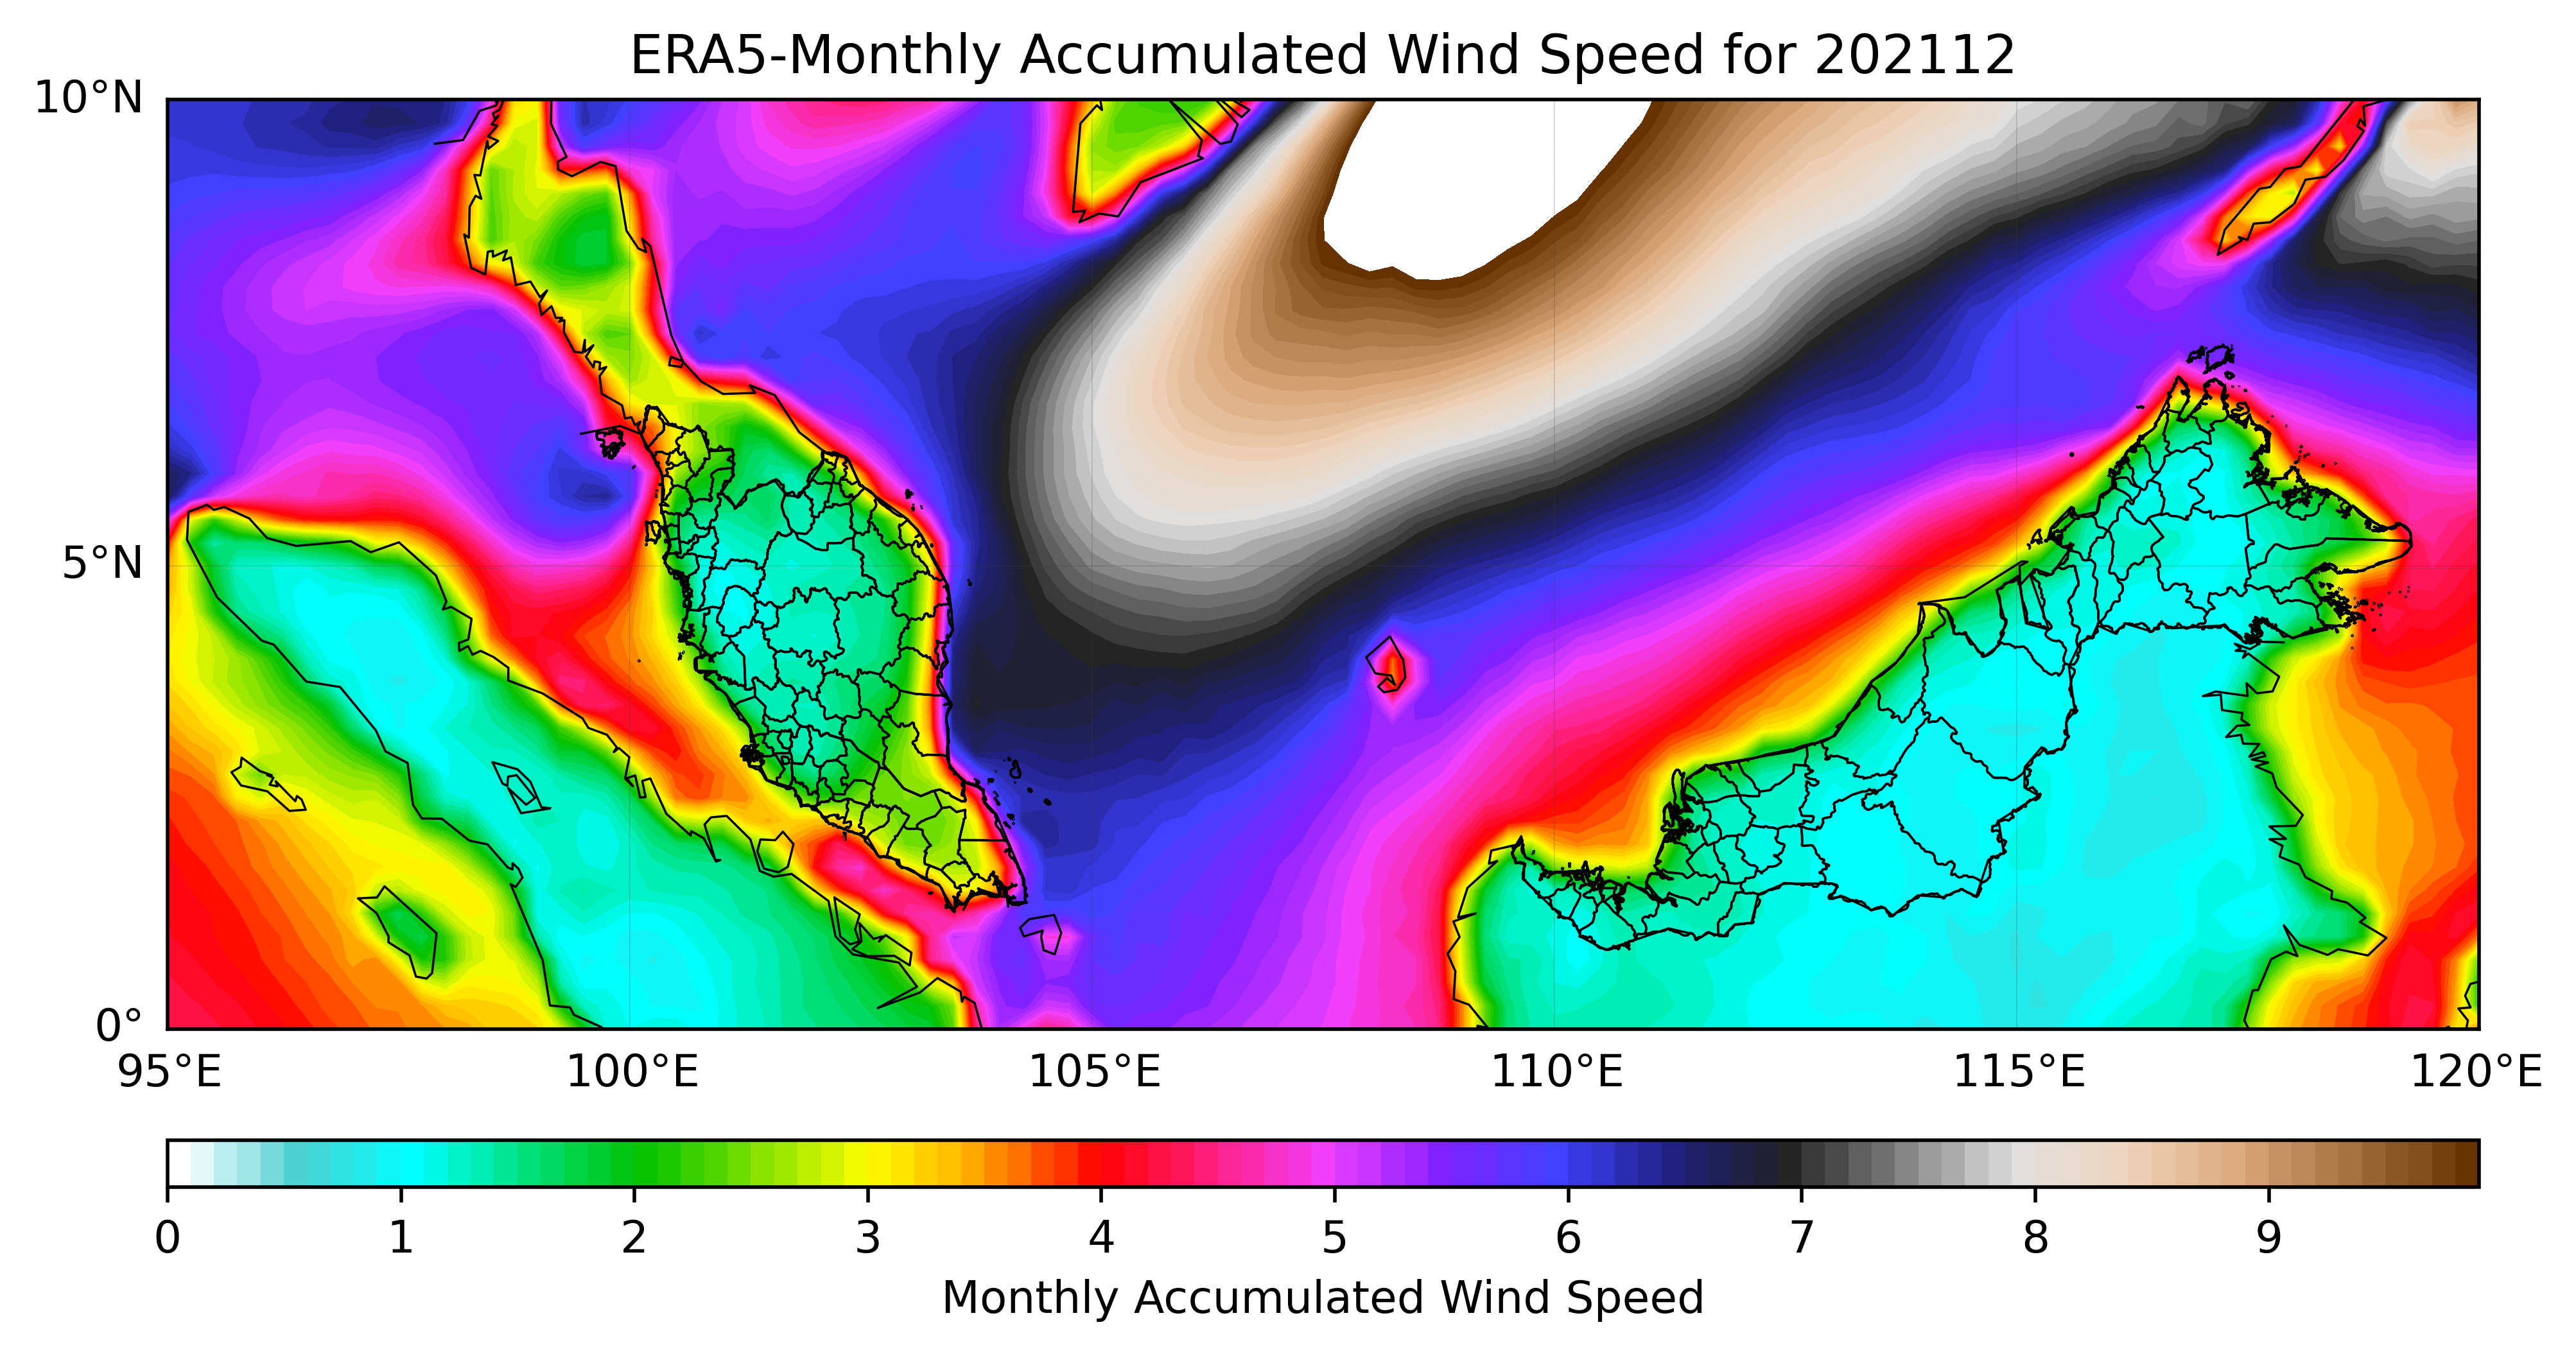 ERA5-Monthly Accumulated Wind Speed for 202112
10°N
5°N
0°
95°E 100°E 105°E 110°E 115°E 120°E
0 1 2 3 4 5 6 7 8 9
Monthly Accumulated Wind Speed